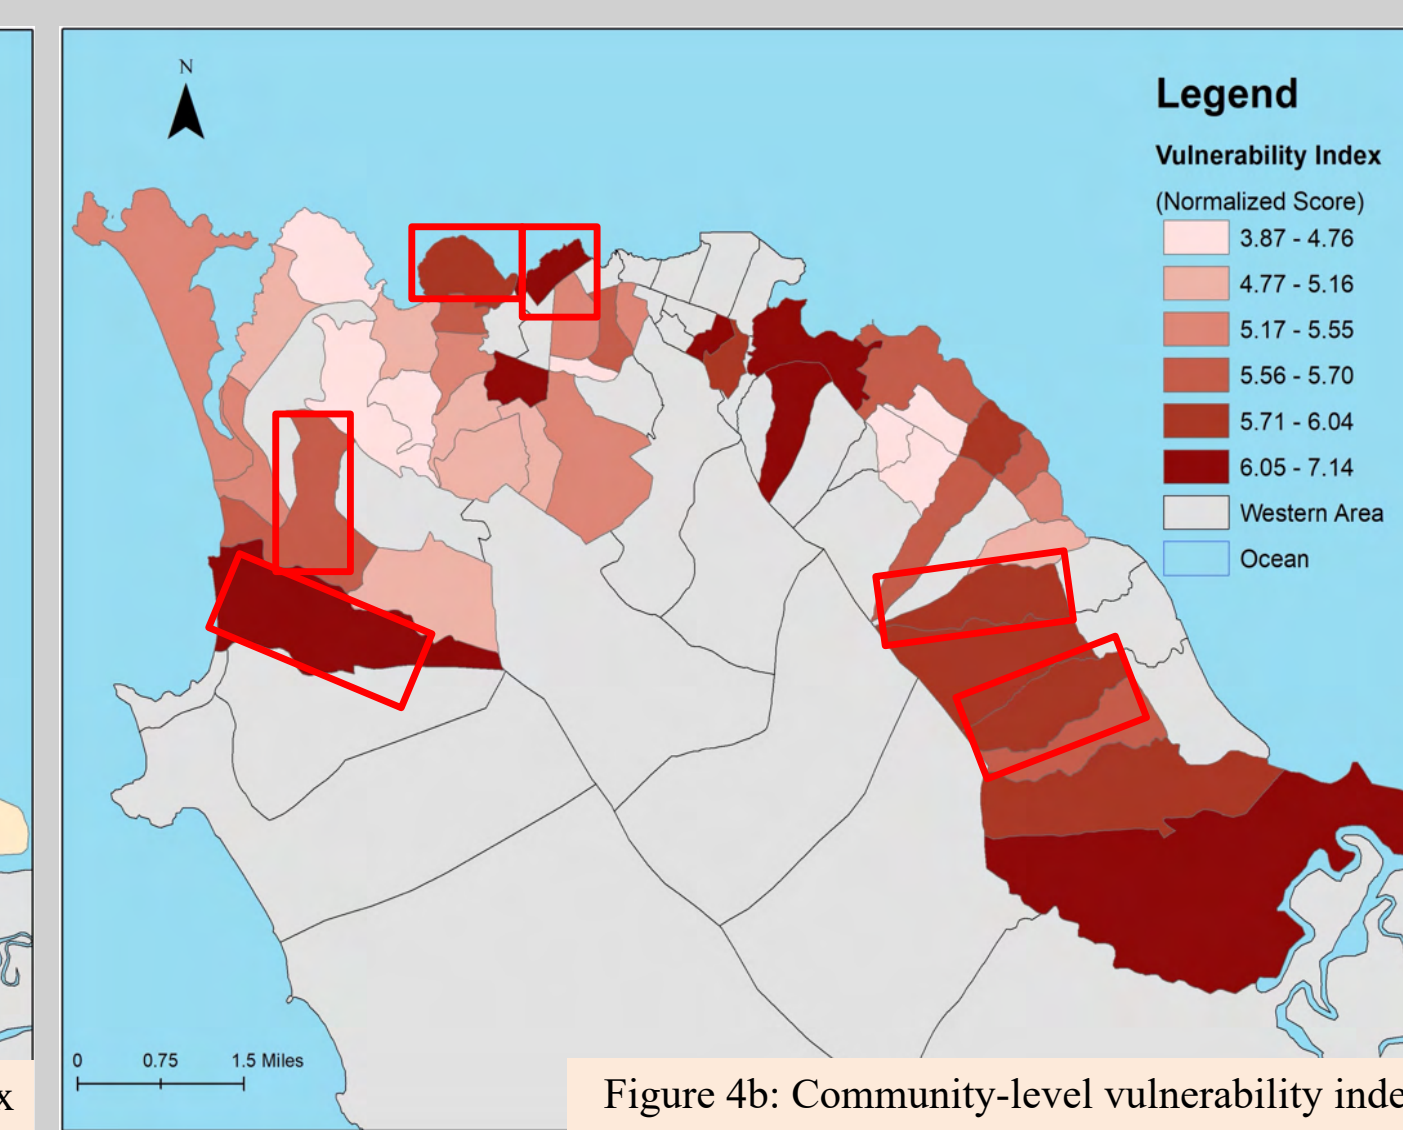 N
Legend
Vulnerability Index
(Normalized Score)
3.87 - 4.76
4.77 - 5.16
5.17 - 5.55
5.56 - 5.70
5.71 - 6.04
6.05 - 7.14
Western Area
Ocean
0 0.75 1.5 Miles
x
Figure 4b: Community-level vulnerability inde